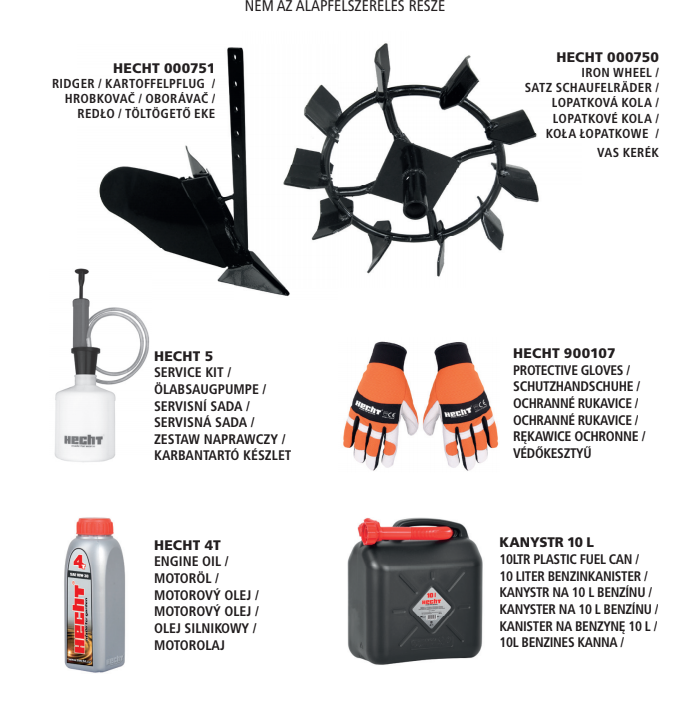 NEM AZ ALAPFELSZERELÉS RÉSZE
HECHT 000751
RIDGER / KARTOFFELPFLUG /
HROBKOVAČ / OBORÁVAČ /
REDŁO / TÖLTÖGETŐ EKE
HECHT 000750
IRON WHEEL /
SATZ SCHAUFELRÄDER /
LOPATKOVÁ KOLA /
LOPATKOVÉ KOLA /
KOŁA ŁOPATKOWE /
VAS KERÉK
HECHT 5
SERVICE KIT /
ÖLABSAUGPUMPE /
SERVISNÍ SADA /
SERVISNÁ SADA /
ZESTAW NAPRAWCZY /
KARBANTARTÓ KÉSZLET
HECHT
HECHT 900107
PROTECTIVE GLOVES /
SCHUTZHANDSCHUHE /
OCHRANNÉ RUKAVICE /
OCHRANNÉ RUKAVICE /
RĘKAWICE OCHRONNE /
VÉDŐKESZTYŰ
HECHT
HECHT
HECHT 4T
ENGINE OIL /
MOTORÖL /
MOTOROVÝ OLEJ /
MOTOROVÝ OLEJ /
OLEJ SILNIKOWY /
MOTOROLAJ
4
HECHT
KANYSTR 10 L
10LTR PLASTIC FUEL CAN /
10 LITER BENZINKANISTER /
KANYSTR NA 10 L BENZÍNU /
KANYSTER NA 10 L BENZÍNU /
KANISTER NA BENZYNĘ 10 L /
10L BENZINES KANNA /
10 l
HECHT